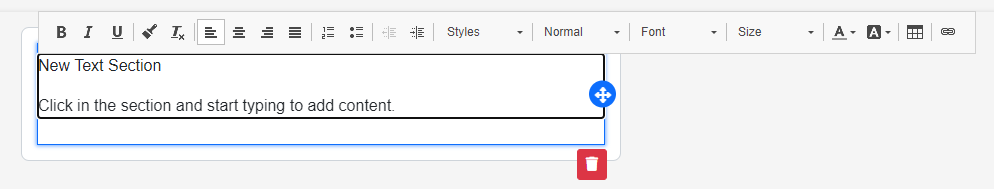 B I U Styles Normal Font Size A A
New Text Section
Click in the section and start typing to add content.